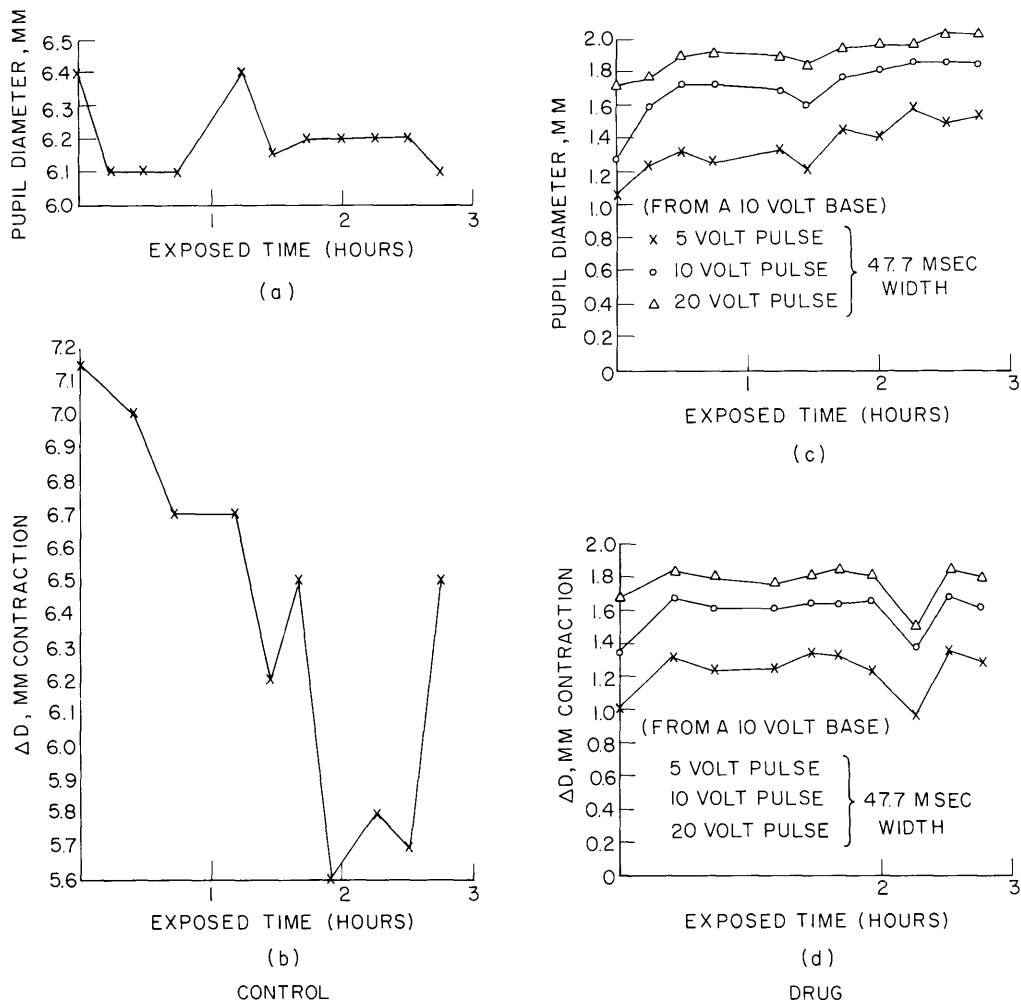 PUPIL DIAMETER, MM
6.5
6.4
6.3
6.2
6.1
6.0
1
2
3
EXPOSED TIME (HOURS)
(a)
ΔD, MM CONTRACTION
7.2
7.1
7.0
6.9
6.8
6.7
6.6
6.5
6.4
6.3
6.2
6.1
6.0
5.9
5.8
5.7
5.6
1
2
3
EXPOSED TIME (HOURS)
(b)
CONTROL
PUPIL DIAMETER, MM
2.0
1.8
1.6
1.4
1.2
1.0
0.8
0.6
0.4
0.2
0
(FROM A 10 VOLT BASE)
x 5 VOLT PULSE
o 10 VOLT PULSE
△ 20 VOLT PULSE
47.7 MSEC
WIDTH
1
2
3
EXPOSED TIME (HOURS)
(c)
ΔD, MM CONTRACTION
2.0
1.8
1.6
1.4
1.2
1.0
0.8
0.6
0.4
0.2
0
(FROM A 10 VOLT BASE)
5 VOLT PULSE
10 VOLT PULSE
20 VOLT PULSE
47.7 MSEC
WIDTH
2
3
EXPOSED TIME (HOURS)
(d)
DRUG